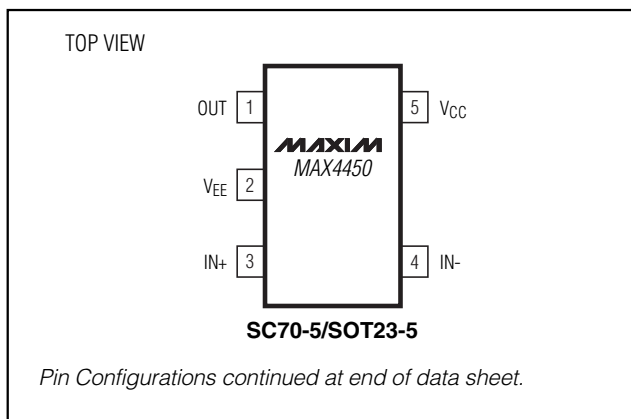 TOP VIEW
OUT 1
5 VCC
MAXIM
MAX4450
VEE 2
IN+ 3
4 IN-
SC70-5/SOT23-5
Pin Configurations continued at end of data sheet.